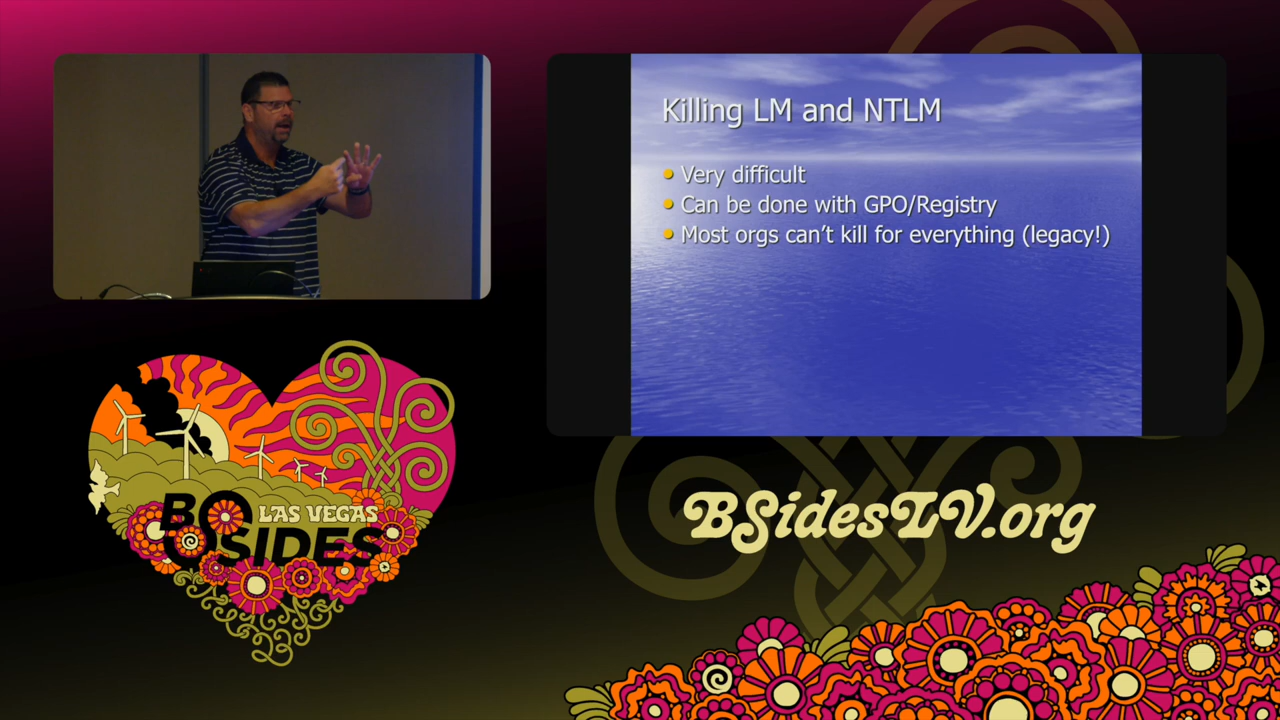 Killing LM and NTLM
• Very difficult
• Can be done with GPO/Registry
• Most orgs can't kill for everything (legacy!)
LAS VEGAS
BSIDES
BSidesLV.org